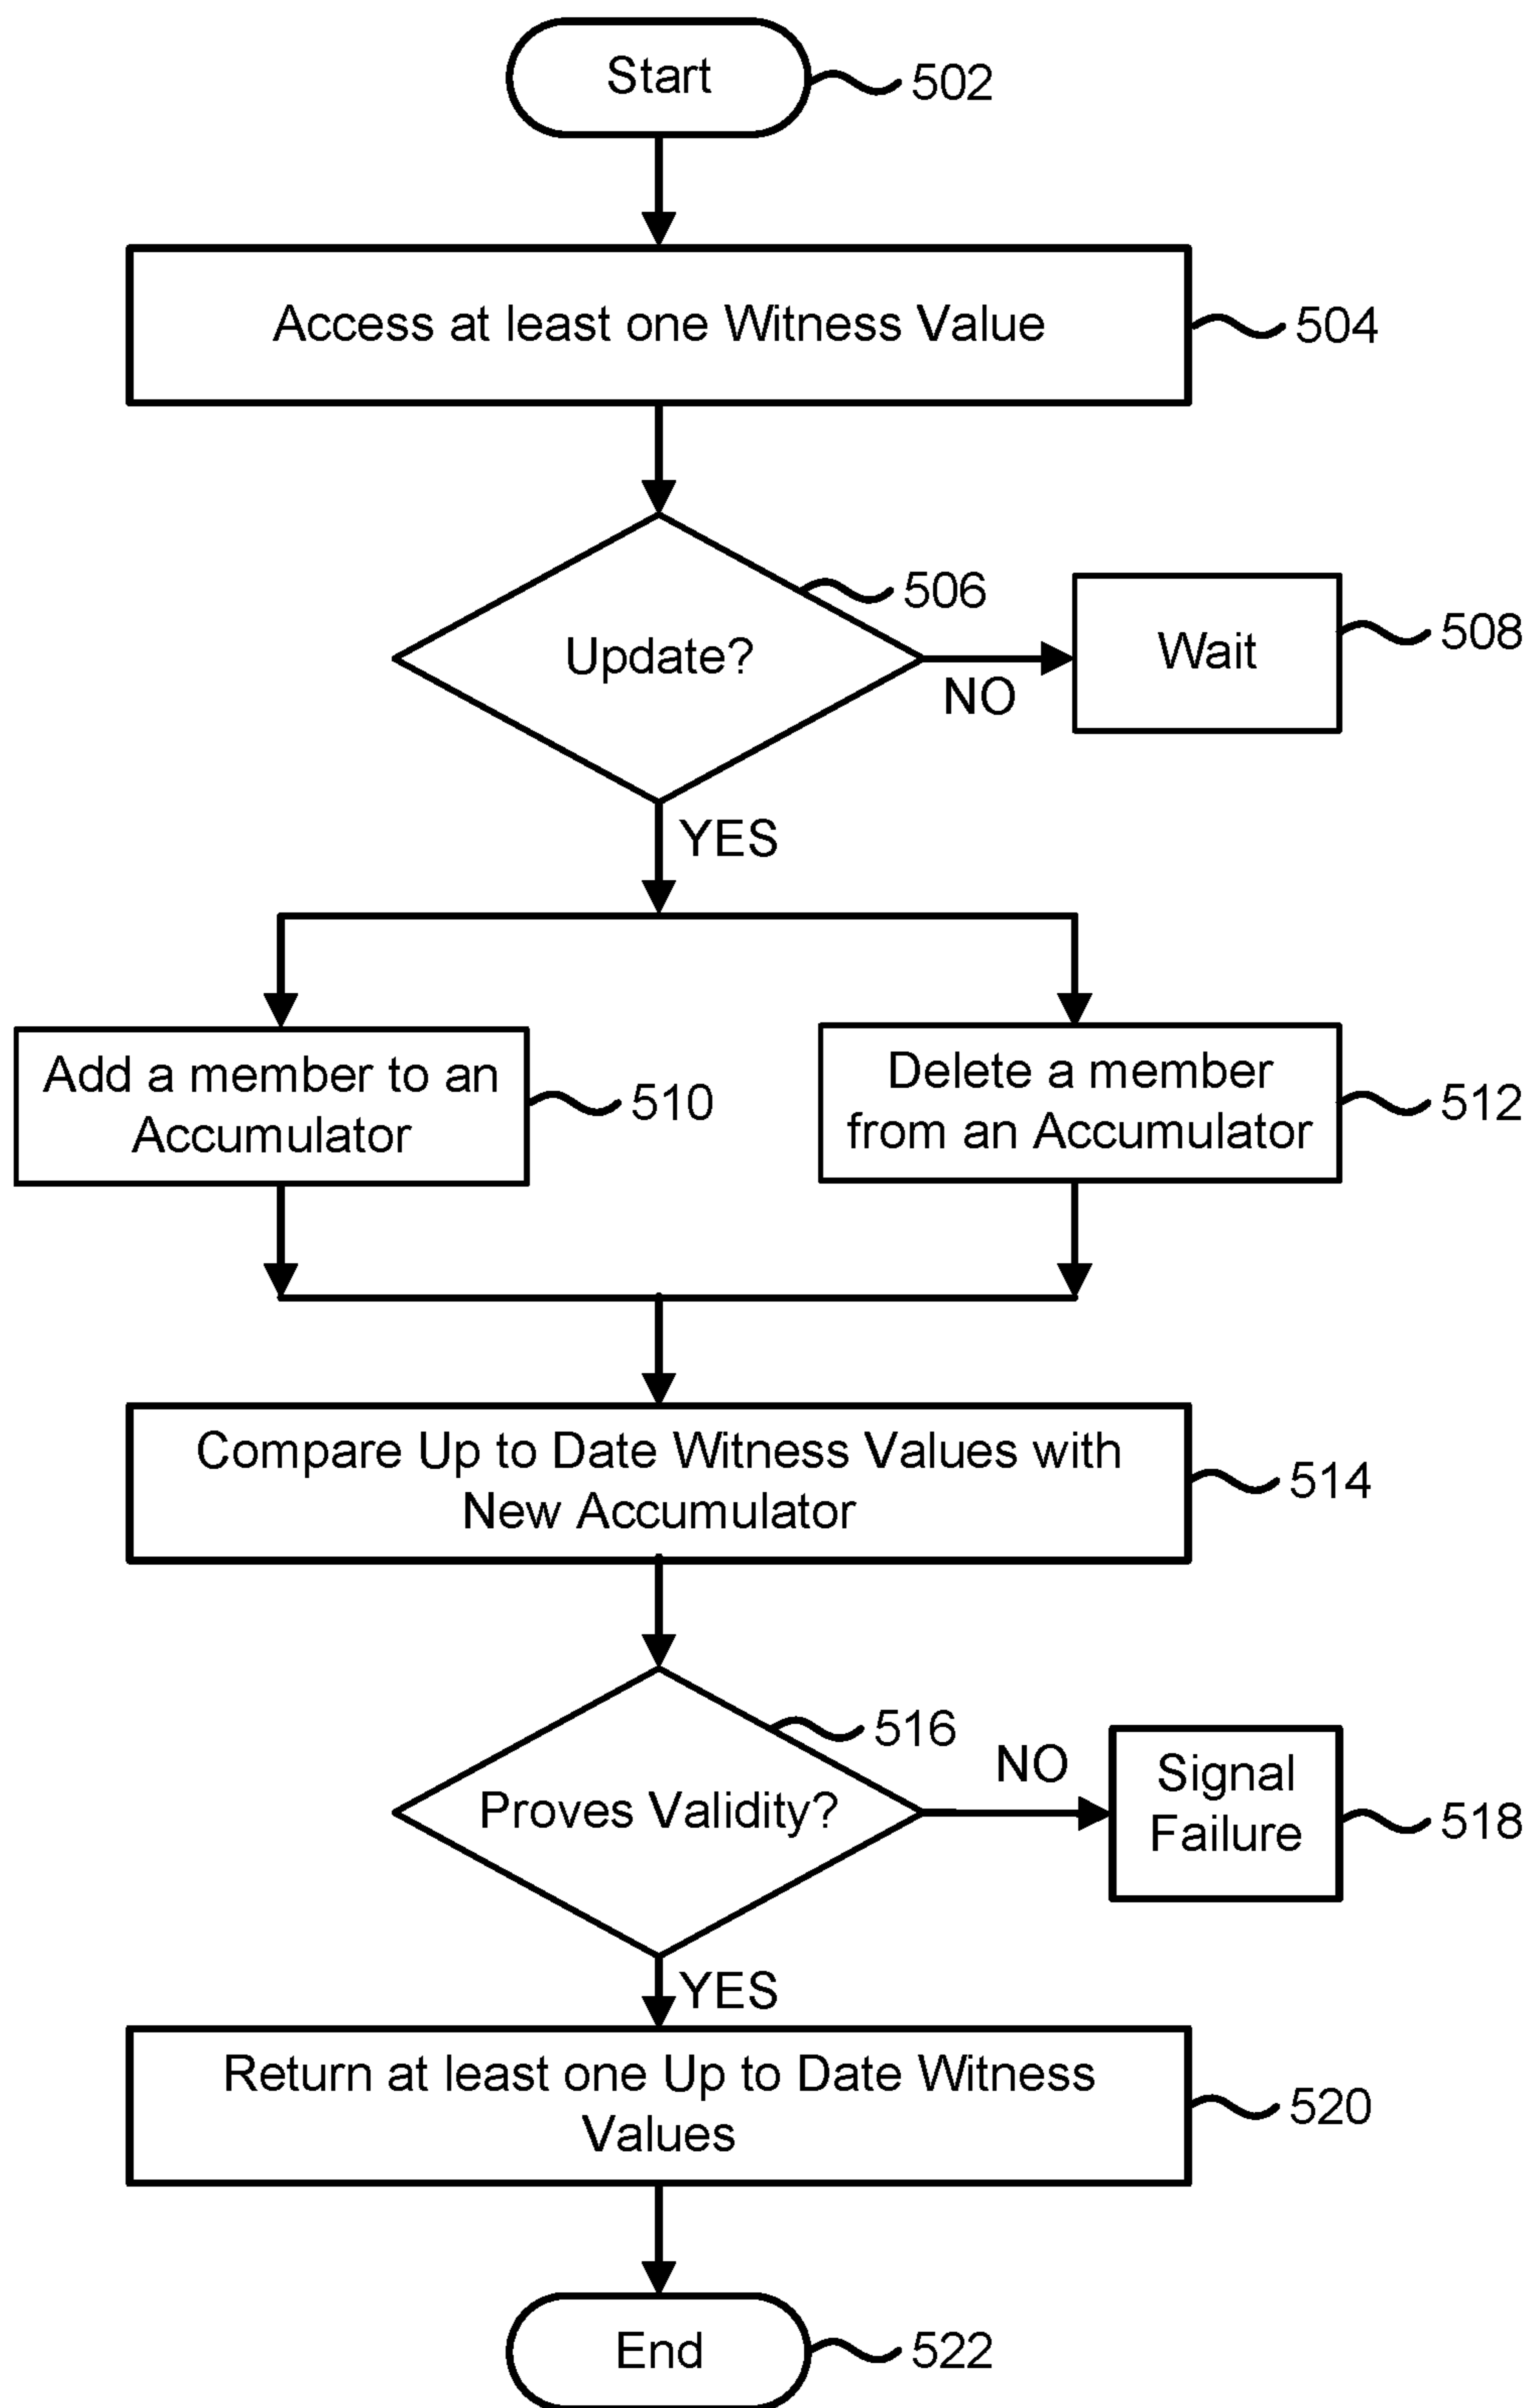 Start
502
Access at least one Witness Value
504
506
Update?
NO
Wait
508
YES
Add a member to an
Accumulator
510
Delete a member
from an Accumulator
512
Compare Up to Date Witness Values with
New Accumulator
514
516
Proves Validity?
NO
Signal
Failure
518
YES
Return at least one Up to Date Witness
Values
520
End
522